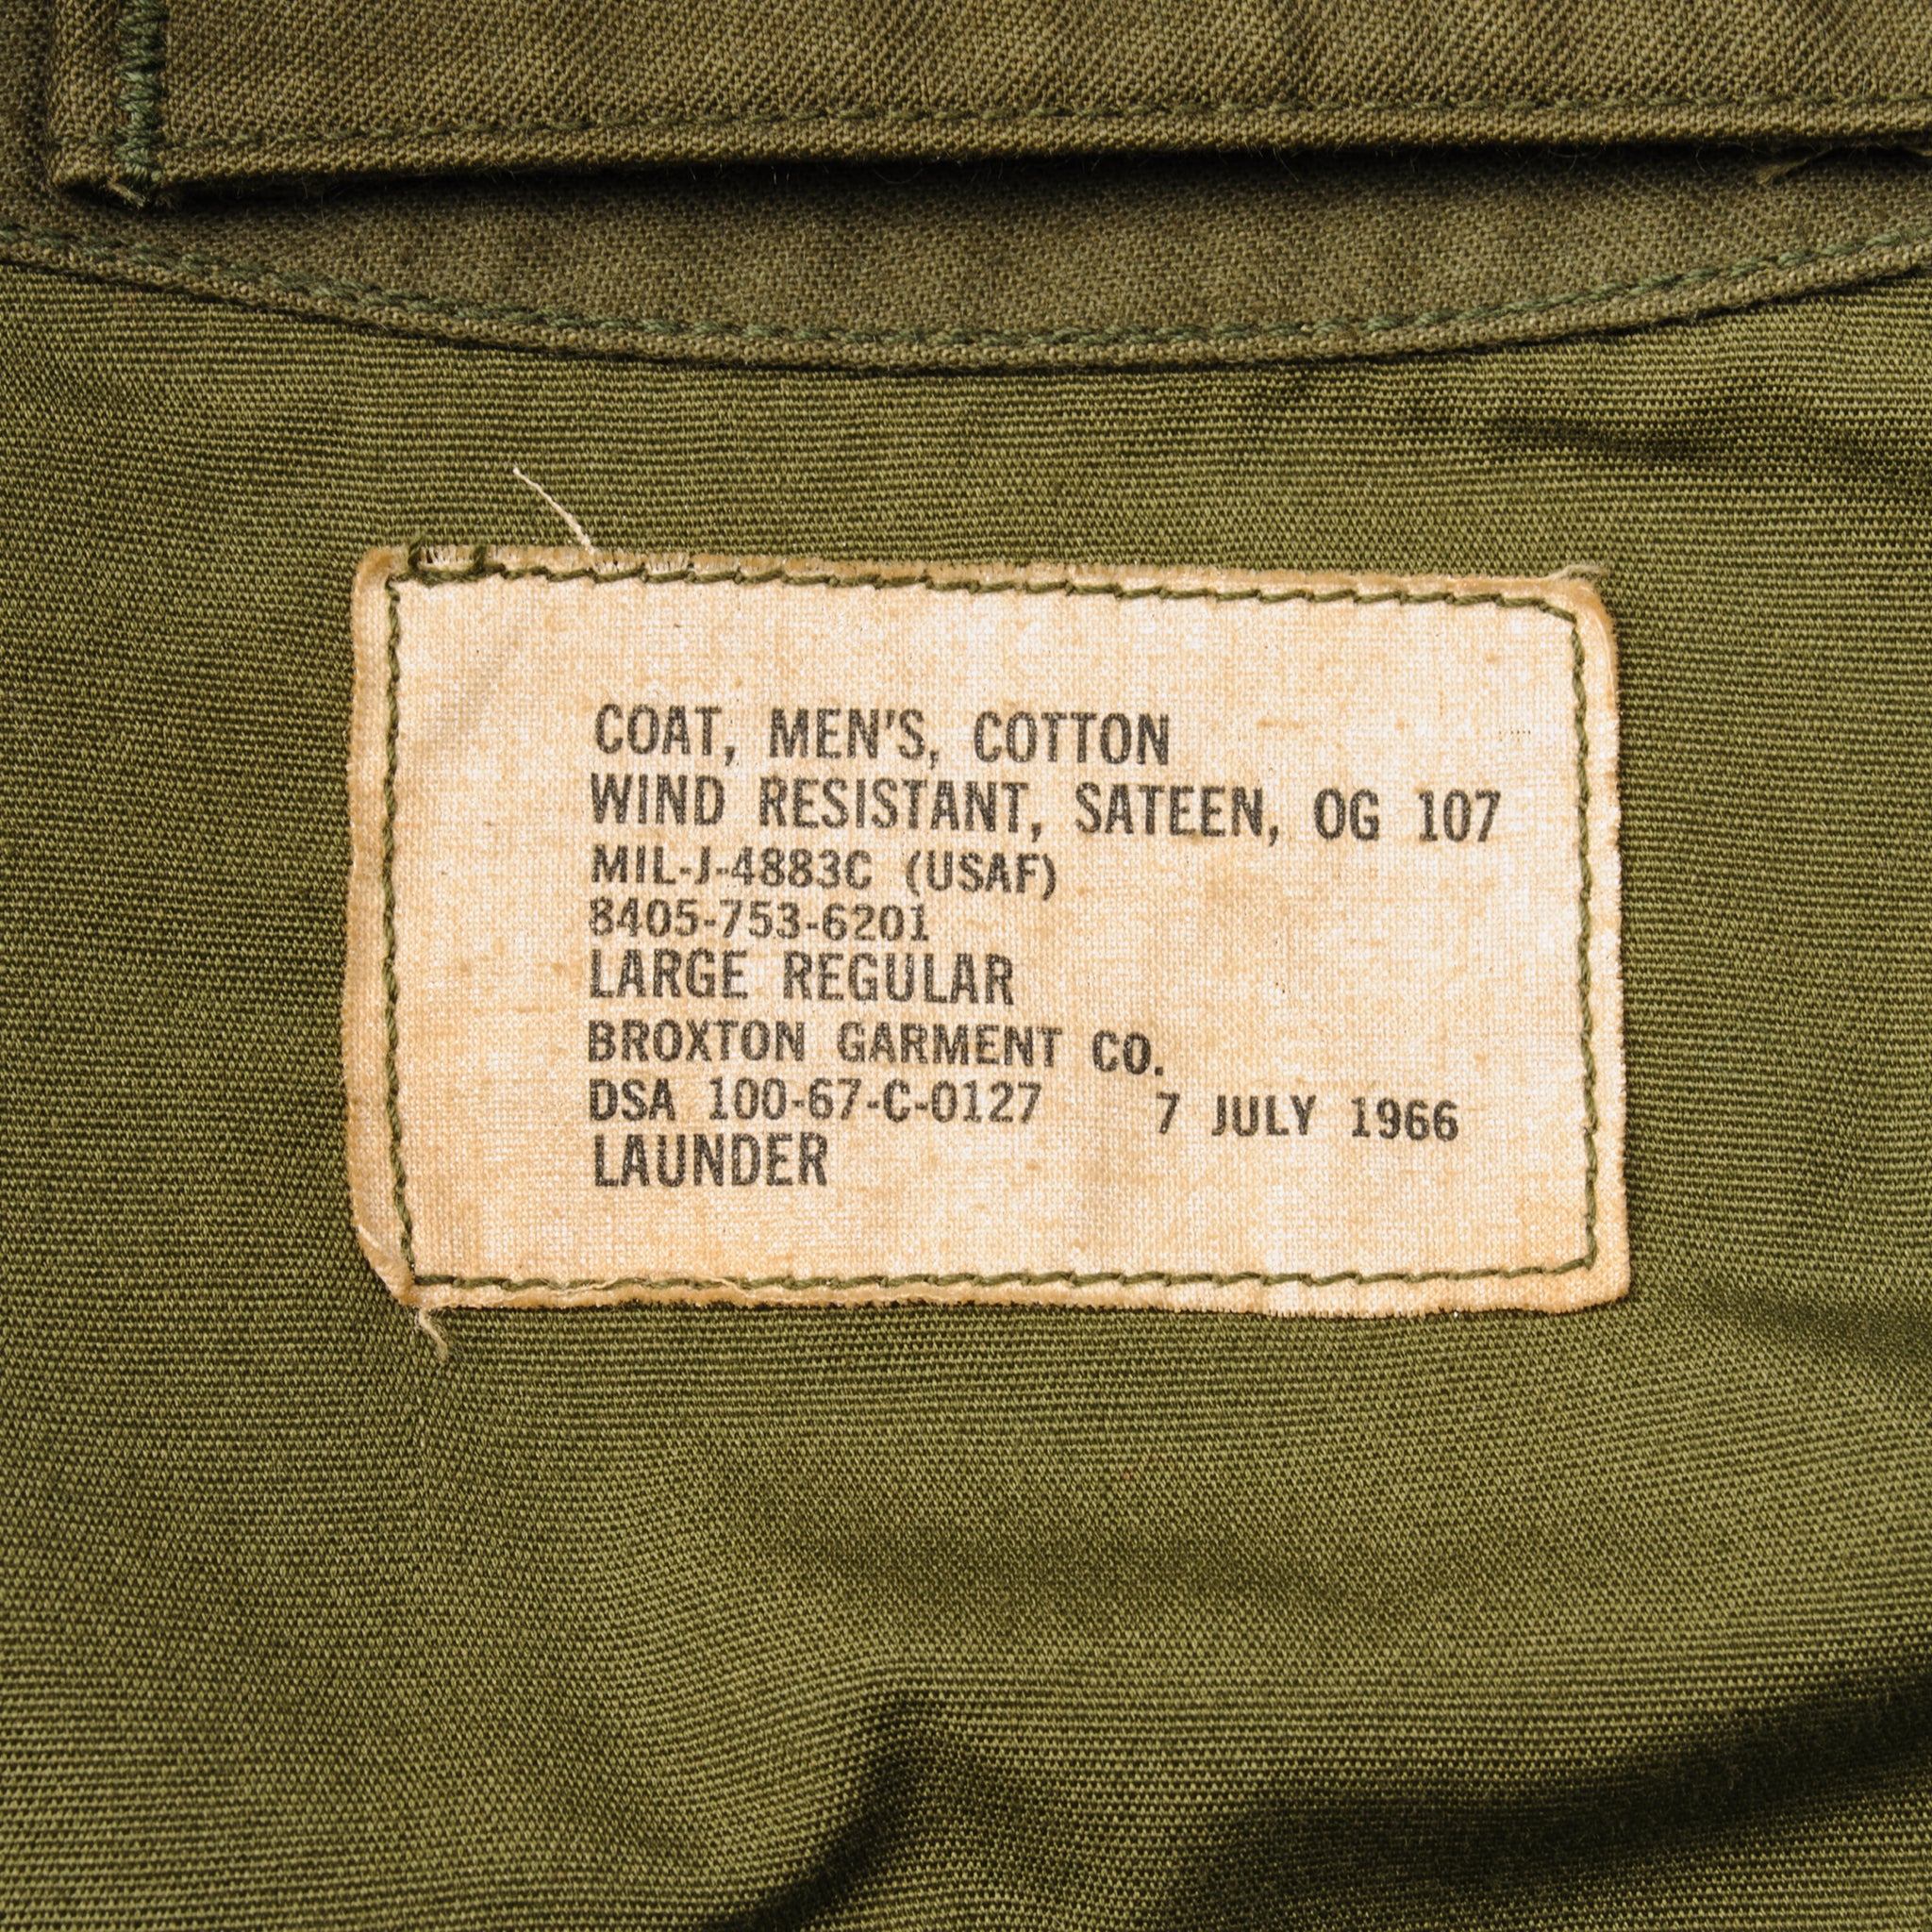 COAT, MEN'S, COTTON
WIND RESISTANT, SATEEN, OG 107
MIL-J-4883C (USAF)
8405-753-6201
LARGE REGULAR
BROXTON GARMENT CO.
DSA 100-67-C-0127 7 JULY 1966
LAUNDER